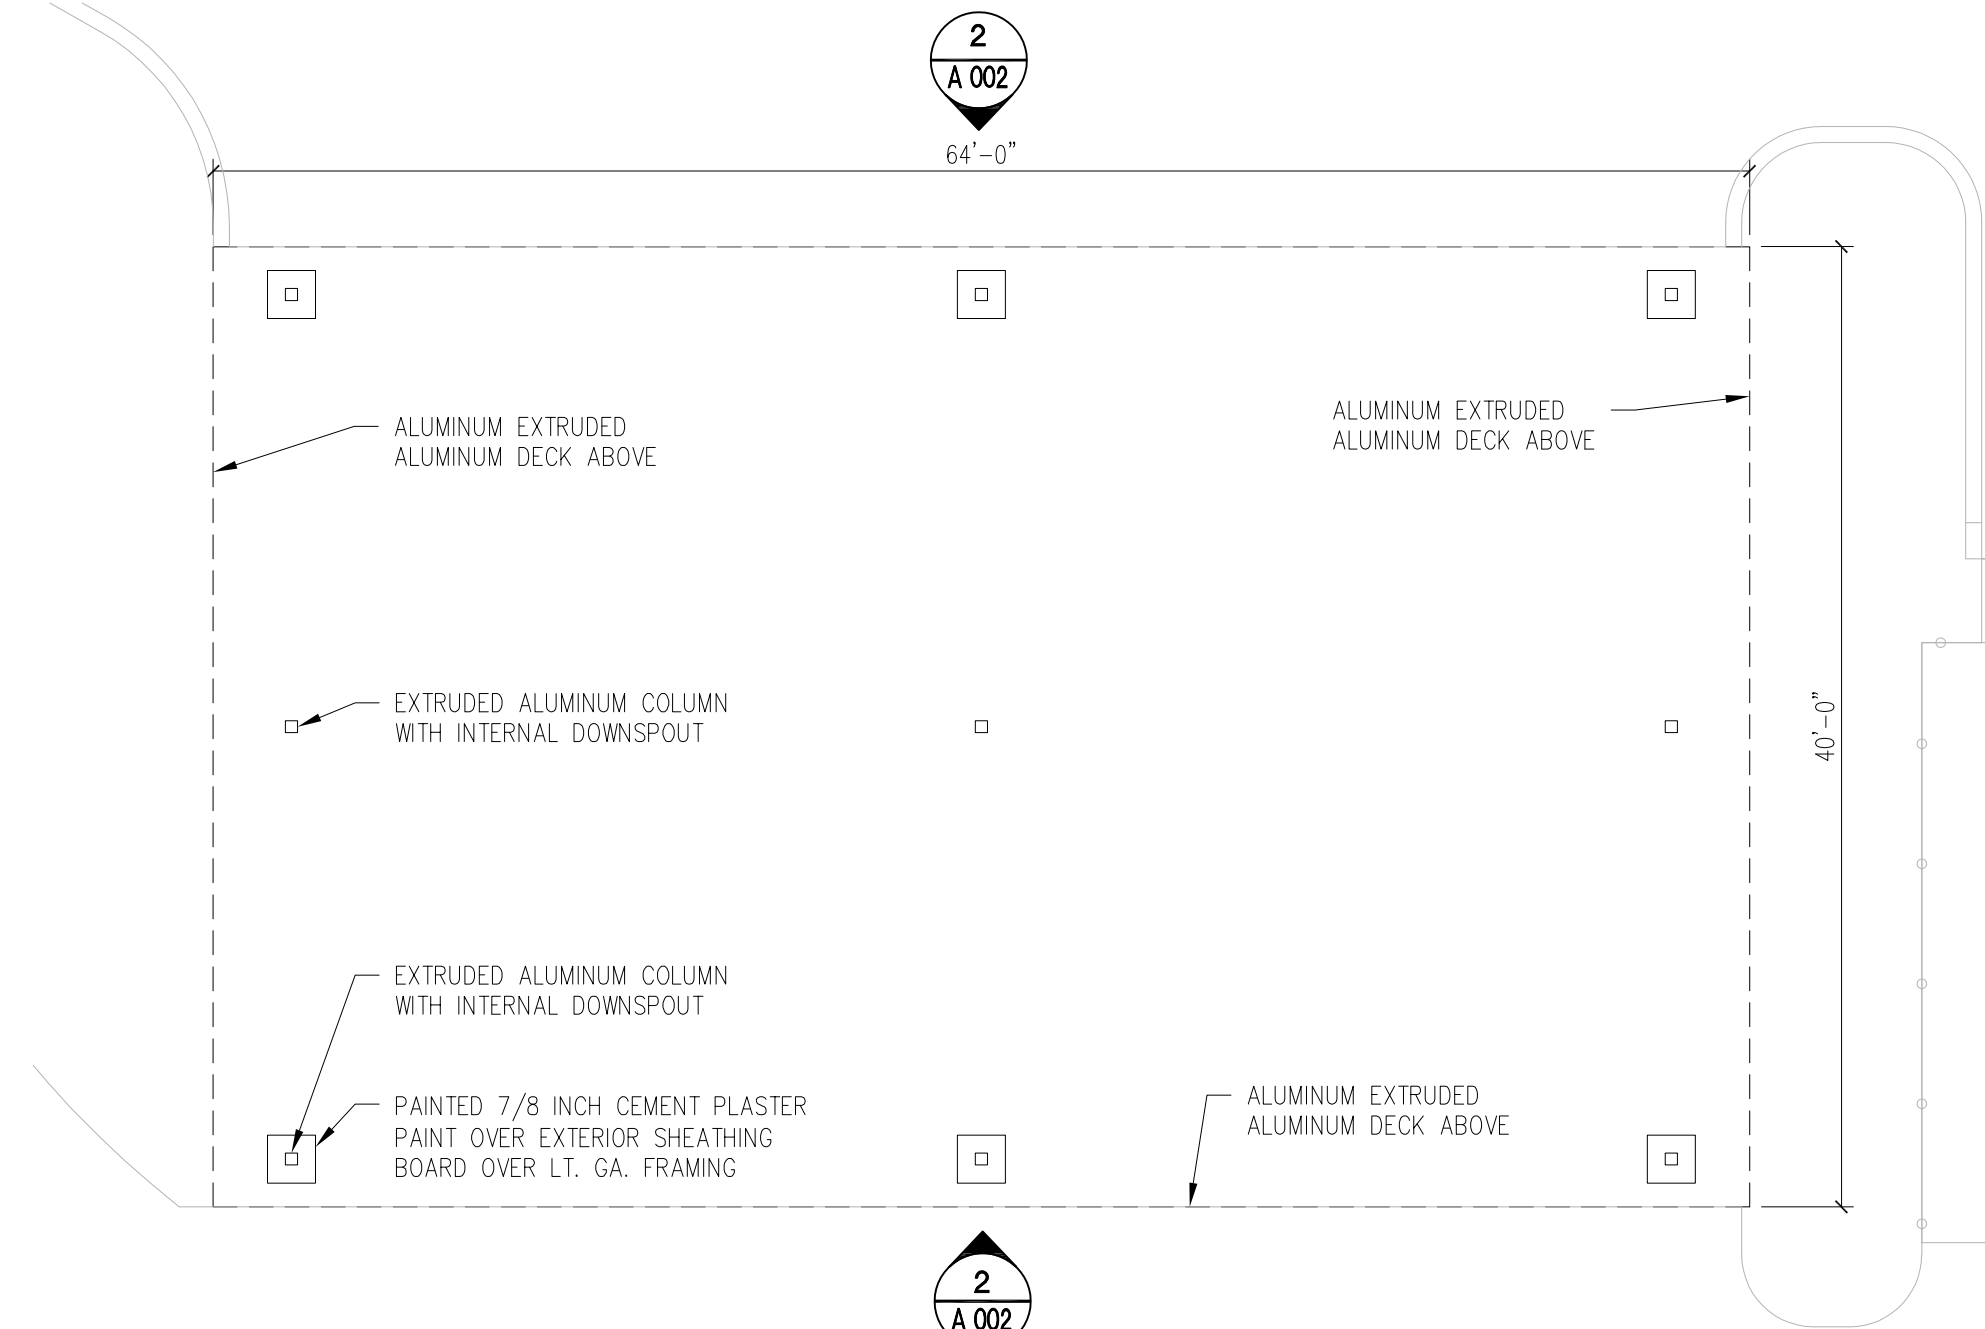 2
A 002
64'-0"
ALUMINUM EXTRUDED
ALUMINUM DECK ABOVE
ALUMINUM EXTRUDED
ALUMINUM DECK ABOVE
EXTRUDED ALUMINUM COLUMN
WITH INTERNAL DOWNSPOUT
40'-0"
EXTRUDED ALUMINUM COLUMN
WITH INTERNAL DOWNSPOUT
PAINTED 7/8 INCH CEMENT PLASTER
PAINT OVER EXTERIOR SHEATHING
BOARD OVER LT. GA. FRAMING
ALUMINUM EXTRUDED
ALUMINUM DECK ABOVE
2
A 002